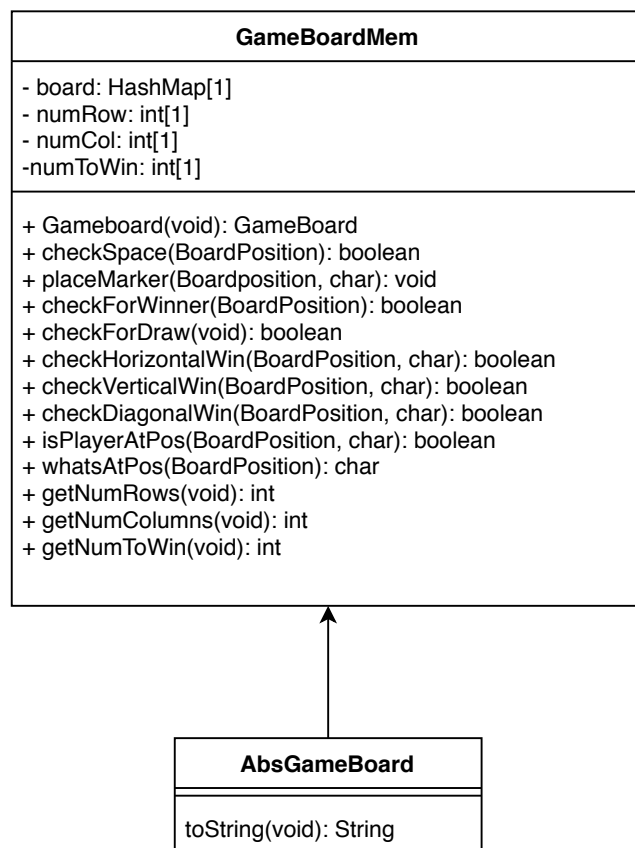 GameBoardMem
- board: HashMap[1]
- numRow: int[1]
- numCol: int[1]
-numToWin: int[1]
+ Gameboard(void): GameBoard
+ checkSpace(BoardPosition): boolean
+ placeMarker(Boardposition, char): void
+ checkForWinner(BoardPosition): boolean
+ checkForDraw(void): boolean
+ checkHorizontalWin(BoardPosition, char): boolean
+ checkVerticalWin(BoardPosition, char): boolean
+ checkDiagonalWin(BoardPosition, char): boolean
+ isPlayerAtPos(BoardPosition, char): boolean
+ whatsAtPos(BoardPosition): char
+ getNumRows(void): int
+ getNumColumns(void): int
+ getNumToWin(void): int
AbsGameBoard
toString(void): String